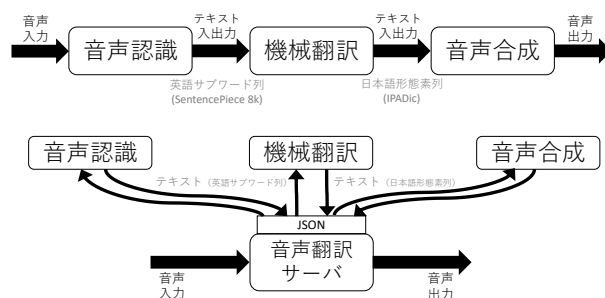 音声
入力
音声認識
テキスト
入出力
機械翻訳
テキスト
入出力
音声合成
音声
出力
英語サブワード列
(SentencePiece 8k)
日本語形態素列
(IPADic)
音声認識
機械翻訳
音声合成
テキスト (英語サブワード列)
テキスト (日本語形態素列)
JSON
音声翻訳
サーバ
音声
入力
音声
出力